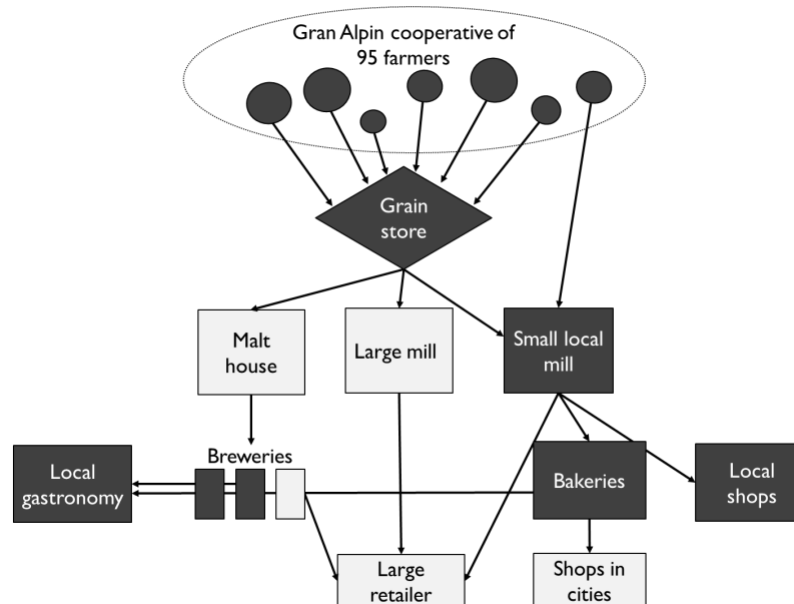 Gran Alpin cooperative of
95 farmers
Grain
store
Malt
house
Large mill
Small local
mill
Breweries
Local
gastronomy
Bakeries
Local
shops
Large
retailer
Shops in
cities